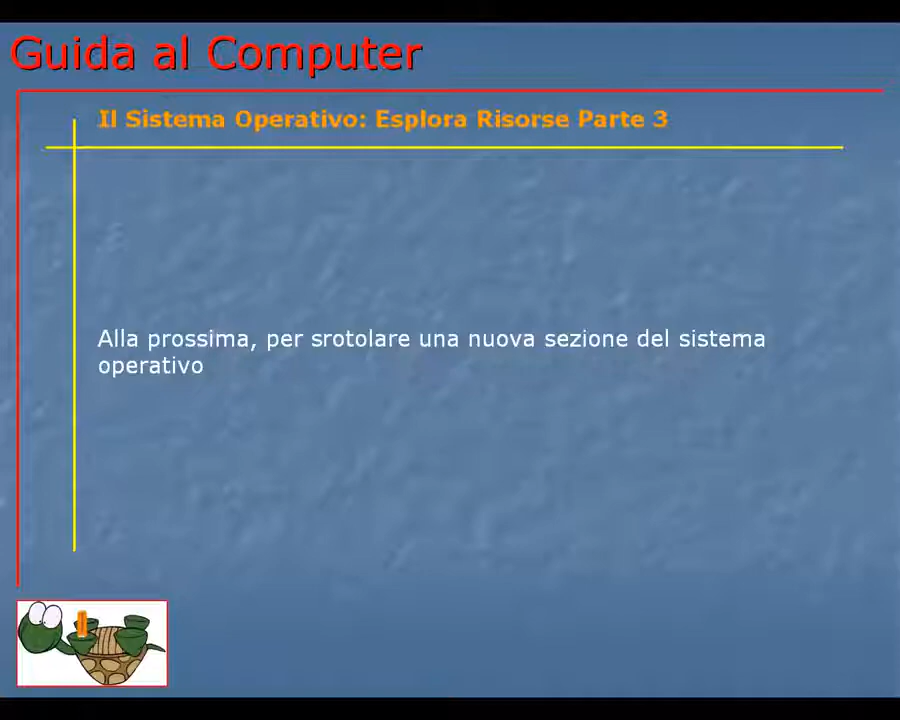 Guida al Computer
Il Sistema Operativo: Esplora Risorse Parte 3
Alla prossima, per srotolare una nuova sezione del sistema
operativo